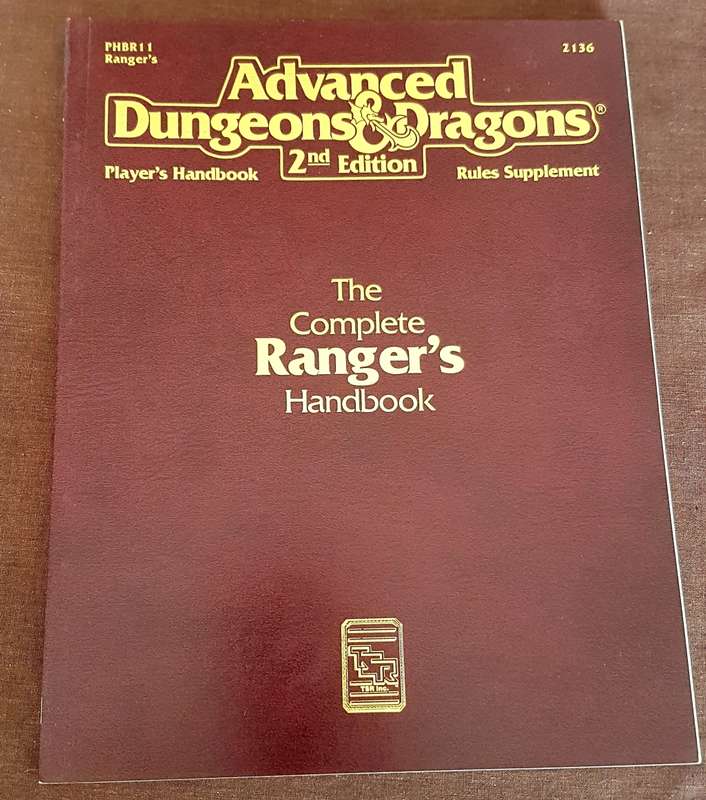 PHBR11
Ranger's
2136
Advanced
Dungeons & Dragons®
2nd Edition
Player's Handbook
Rules Supplement
The
Complete
Ranger's
Handbook
TSR
TSR Inc.